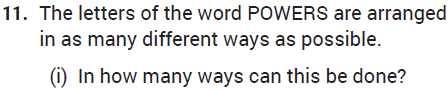 11. The letters of the word POWERS are arranged
in as many different ways as possible.
(i) In how many ways can this be done?